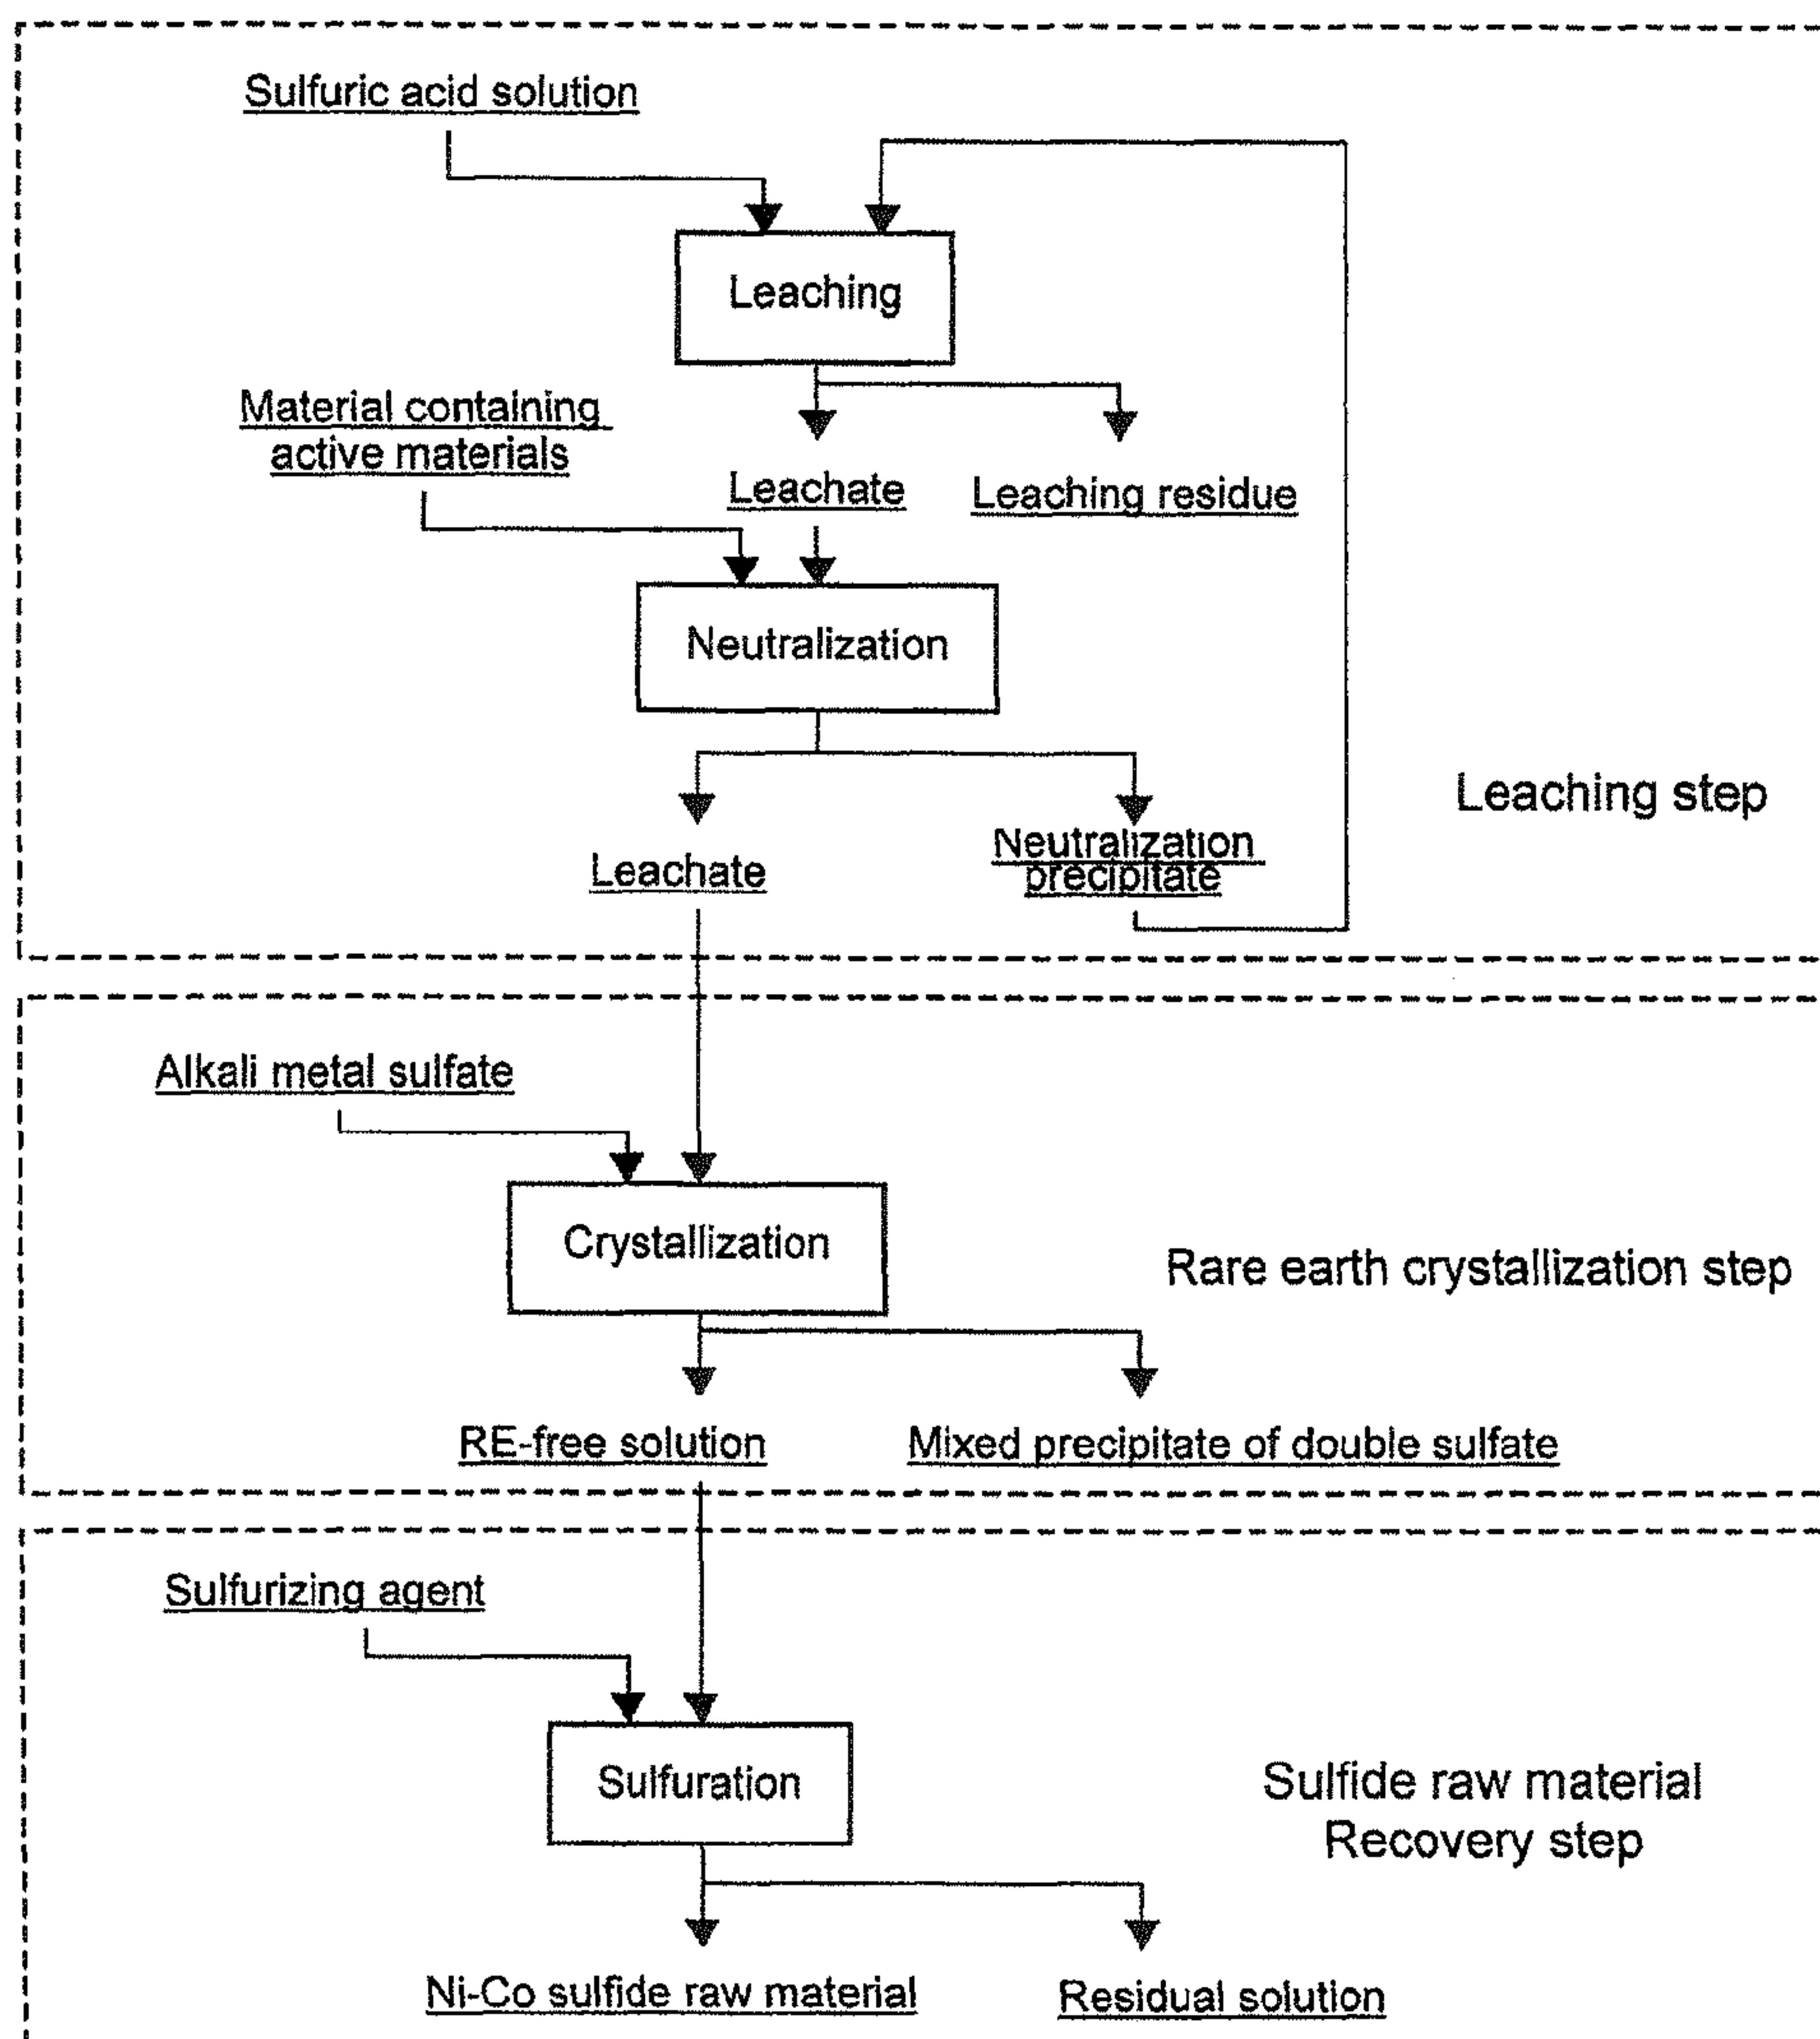 Sulfuric acid solution
Leaching
Material containing
active materials
Leachate
Leaching residue
Neutralization
Leaching step
Leachate
Neutralization
precipitate
Alkali metal sulfate
Crystallization
Rare earth crystallization step
RE-free solution
Mixed precipitate of double sulfate
Sulfurizing agent
Sulfuration
Sulfide raw material
Recovery step
Ni-Co sulfide raw material
Residual solution